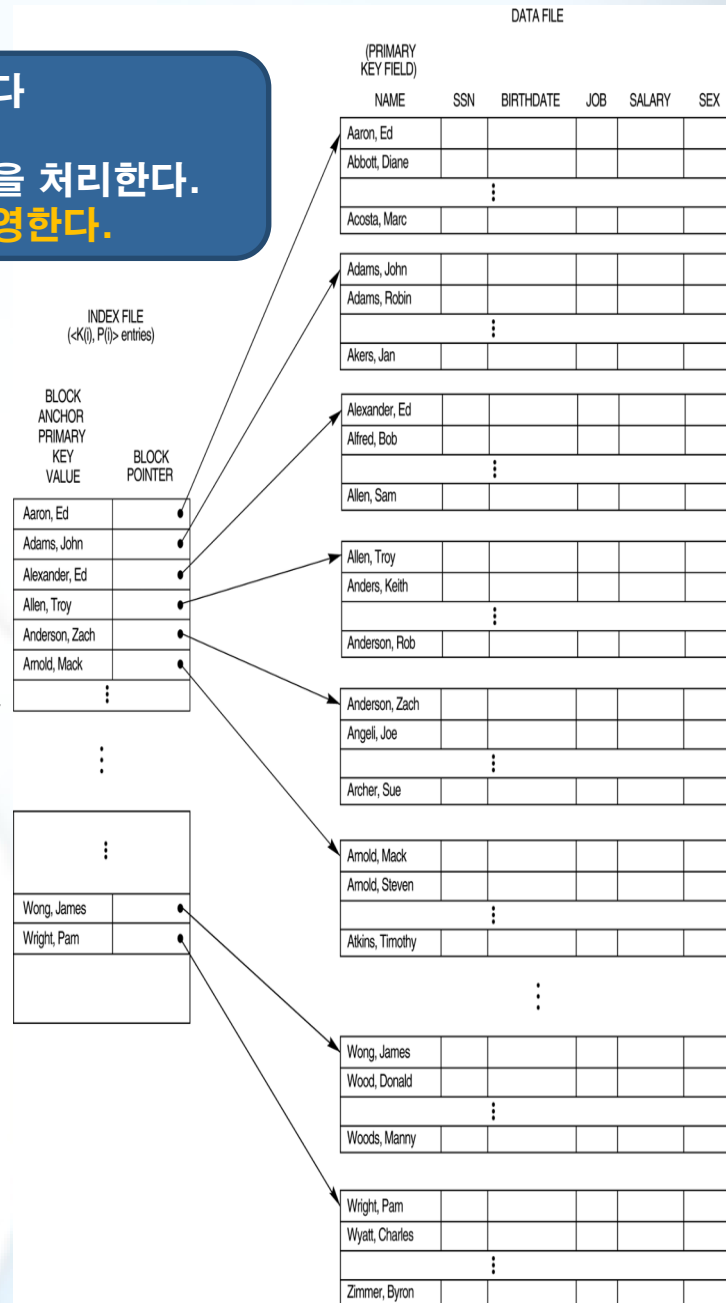 다
을 처리한다.
영한다.
DATA FILE
(PRIMARY
KEY FIELD)
NAME SSN BIRTHDATE JOB SALARY SEX
Aaron, Ed
Abbott, Diane
Acosta, Marc
Adams, John
Adams, Robin
Akers, Jan
Alexander, Ed
Alfred, Bob
Allen, Sam
Allen, Troy
Anders, Keith
Anderson, Rob
Anderson, Zach
Angeli, Joe
Archer, Sue
Arnold, Mack
Arnold, Steven
Atkins, Timothy
Wong, James
Wood, Donald
Woods, Manny
Wright, Pam
Wyatt, Charles
Zimmer, Byron
INDEX FILE
(<K(i), P(i)> entries)
BLOCK
ANCHOR
PRIMARY
KEY
VALUE
BLOCK
POINTER
Aaron, Ed
Adams, John
Alexander, Ed
Allen, Troy
Anderson, Zach
Arnold, Mack
Wong, James
Wright, Pam